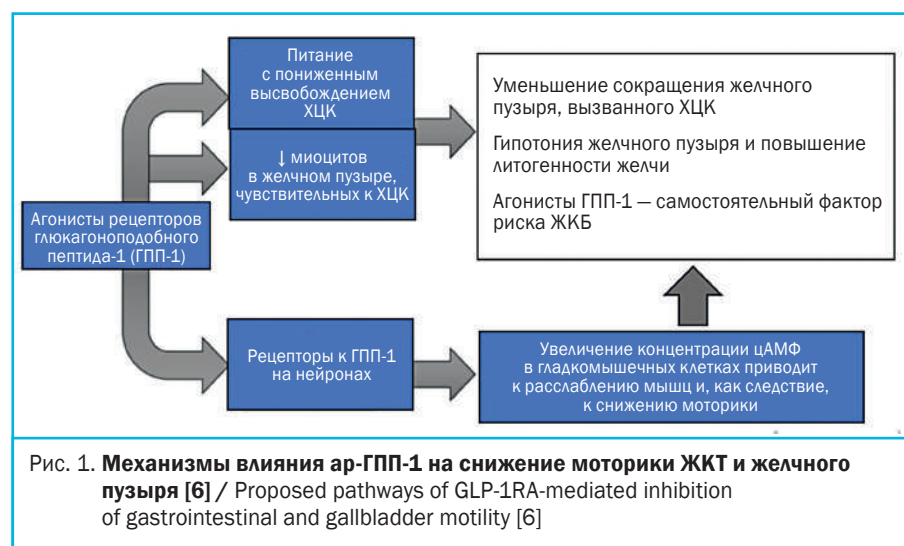 Питание
с пониженным
высвобождением
ХЦК
↓ миоцитов
в желчном пузыре,
чувствительных к ХЦК
Агонисты рецепторов
глюкагоноподобного
пептида-1 (ГПП-1)
Рецепторы к ГПП-1
на нейронах
Уменьшение сокращения желчного
пузыря, вызванного ХЦК
Гипотония желчного пузыря и повышение
литогенности желчи
Агонисты ГПП-1 — самостоятельный фактор
риска ЖКБ
Увеличение концентрации цАМФ
в гладкомышечных клетках приводит
к расслаблению мышц и, как следствие,
к снижению моторики
Рис. 1. Механизмы влияния ар-ГПП-1 на снижение моторики ЖКТ и желчного
пузыря [6] / Proposed pathways of GLP-1RA-mediated inhibition
of gastrointestinal and gallbladder motility [6]